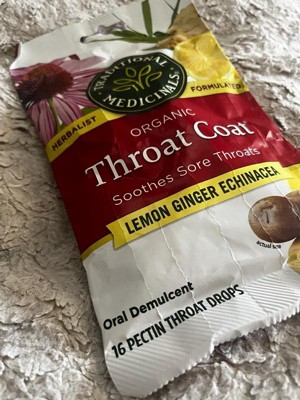 TRADITIONAL
MEDICINALS
HERBALIST
FORMULATED
ORGANIC
Throat Coat
Soothes Sore Throats
LEMON GINGER ECHINACEA
actual size
Oral Demulcent
16 PECTIN THROAT DROPS